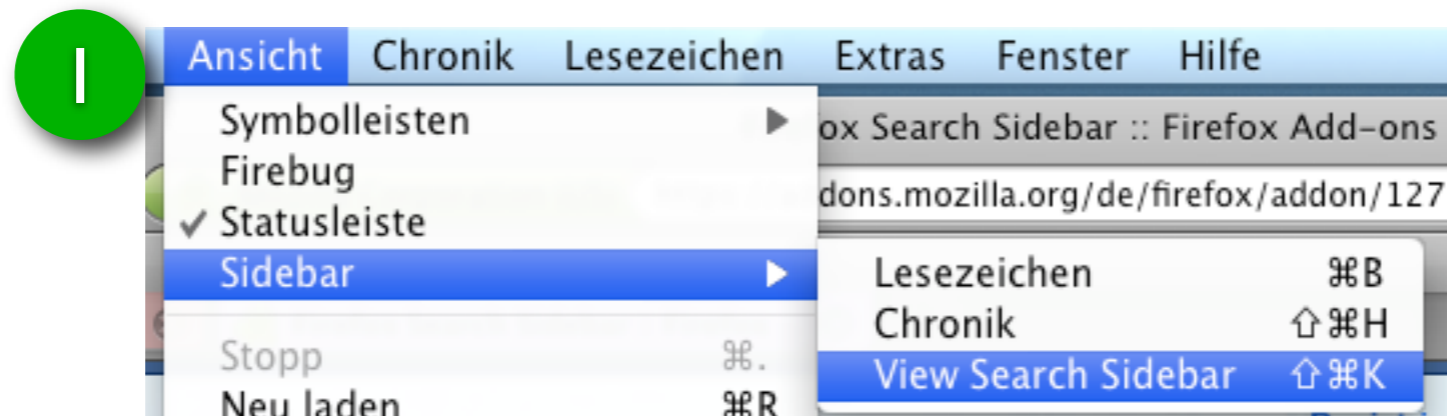 1
Ansicht Chronik Lesezeichen Extras Fenster Hilfe
Symbolleisten ▶
ox Search Sidebar :: Firefox Add-ons
Firebug
dons.mozilla.org/de/firefox/addon/127
✓ Statusleiste
Sidebar ▶
Lesezeichen ⌘B
Chronik ⇧⌘H
View Search Sidebar ⇧⌘K
Stopp ⌘.
Neu laden ⌘R